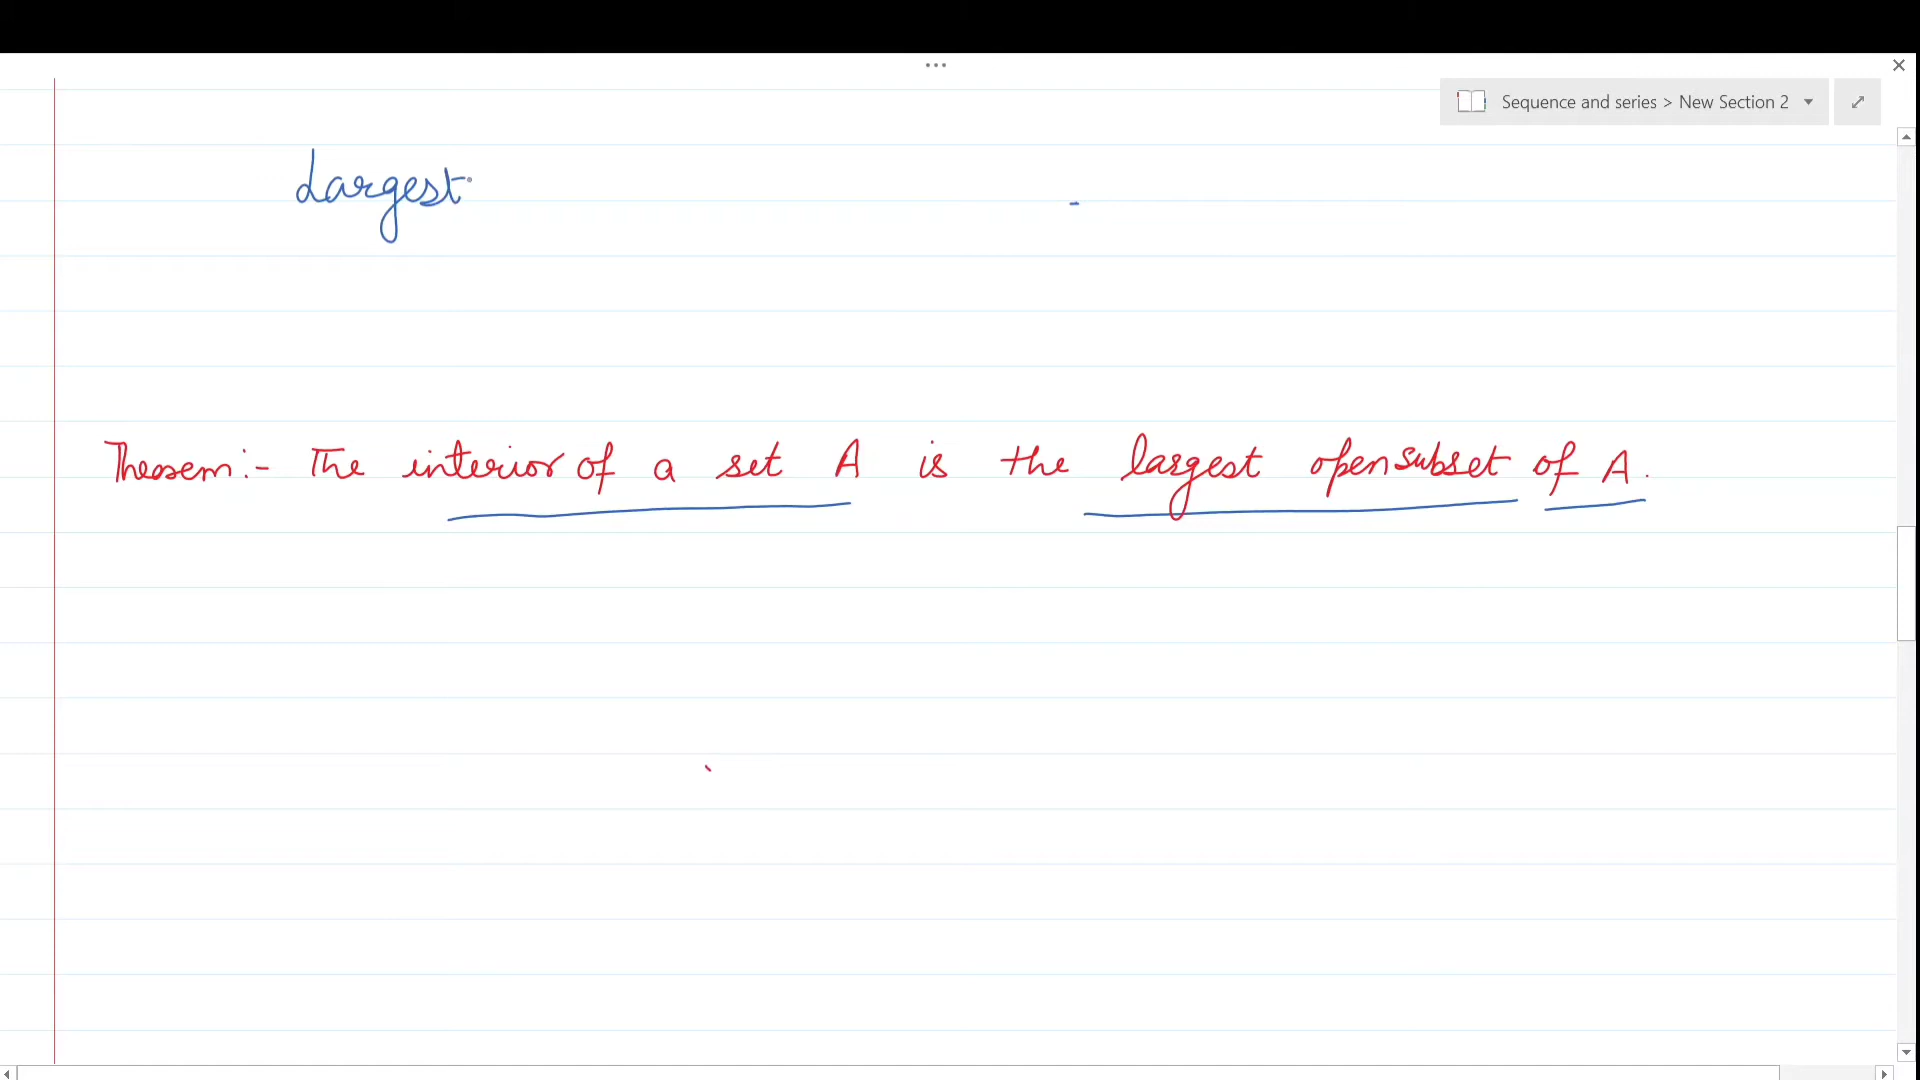 Sequence and series > New Section 2
Largest
Theorem:- The interior of a set A is the largest open subset of A.